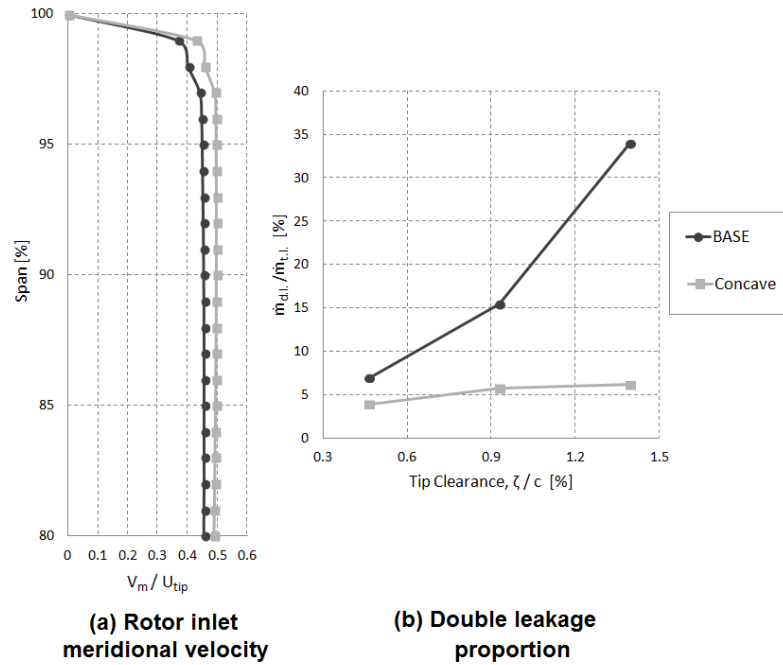 100
95
90
85
80
Span [%]
0 0.1 0.2 0.3 0.4 0.5 0.6
Vm / Utip
(a) Rotor inlet
meridional velocity
40
35
30
25
20
15
10
5
0
ṁd.l./ṁt.l. [%]
0.3 0.6 0.9 1.2 1.5
Tip Clearance, ζ / c [%]
(b) Double leakage
proportion
BASE
Concave